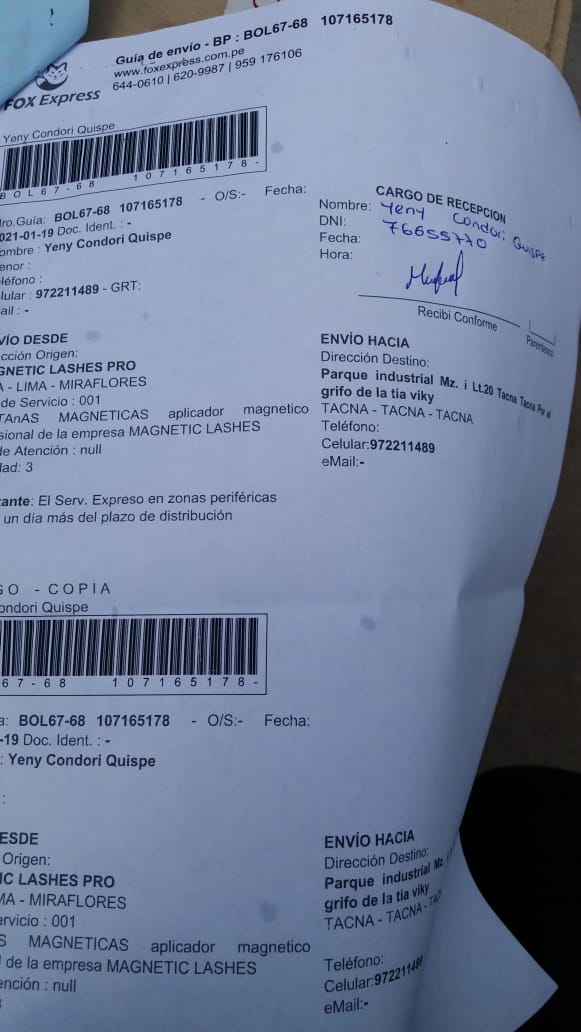 Guía de envío - BP : BOL67-68 107165178
www.foxexpress.com.pe
644-0610 | 620-9987 | 959 176106
FOX Express
Yeny Condori Quispe
BOL67-68 107165178-
ro.Guía: BOL67-68 107165178 - O/S:- Fecha:
021-01-19 Doc. Ident. : -
ombre : Yeny Condori Quispe
enor :
léfono :
lular : 972211489 - GRT:
ail : -
CARGO DE RECEPCION
Nombre: Yeny Condori Quispe
DNI: 76655770
Fecha:
Hora:
Recibi Conforme
Parentesco
VÍO DESDE
cción Origen:
GNETIC LASHES PRO
A - LIMA - MIRAFLORES
de Servicio : 001
TAnAS MAGNETICAS aplicador magnetico
sional de la empresa MAGNETIC LASHES
de Atención : null
dad: 3
ENVÍO HACIA
Dirección Destino:
Parque industrial Mz. i Lt.20 Tacna Tacna Por el
grifo de la tia viky
TACNA - TACNA - TACNA
Teléfono:
Celular:972211489
eMail:-
tante: El Serv. Expreso en zonas periféricas
un día más del plazo de distribución
GO - COPIA
ondori Quispe
67-68 107165178-
a: BOL67-68 107165178 - O/S:- Fecha:
-19 Doc. Ident. : -
: Yeny Condori Quispe
:
ESDE
Origen:
IC LASHES PRO
MA - MIRAFLORES
ervicio : 001
S MAGNETICAS aplicador magnetico
l de la empresa MAGNETIC LASHES
ención : null
ENVÍO HACIA
Dirección Destino:
Parque industrial Mz.
grifo de la tia viky
TACNA - TACNA - TA
Teléfono:
Celular:972211489
eMail:-